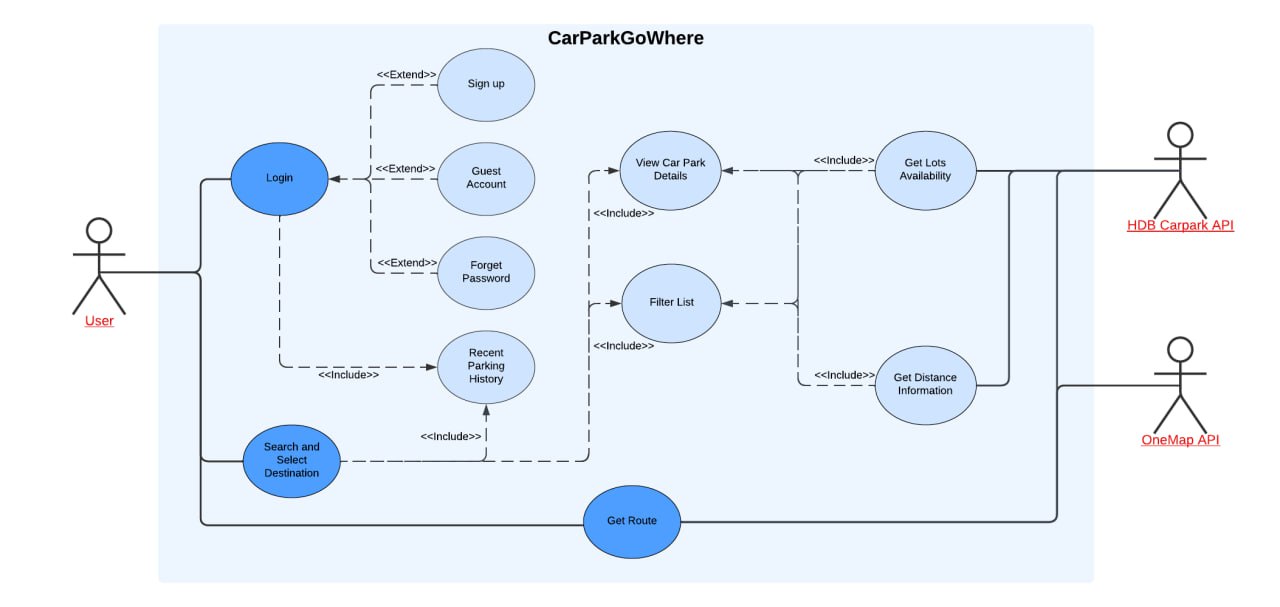 CarParkGoWhere
<<Extend>>
Sign up
<<Extend>>
Guest
Account
Login
<<Extend>>
Forget
Password
Recent
Parking
History
<<Include>>
<<Include>>
Search and
Select
Destination
View Car Park
Details
<<Include>>
Filter List
<<Include>>
<<Include>>
Get Lots
Availability
<<Include>>
Get Distance
Information
Get Route
User
HDB Carpark API
OneMap API